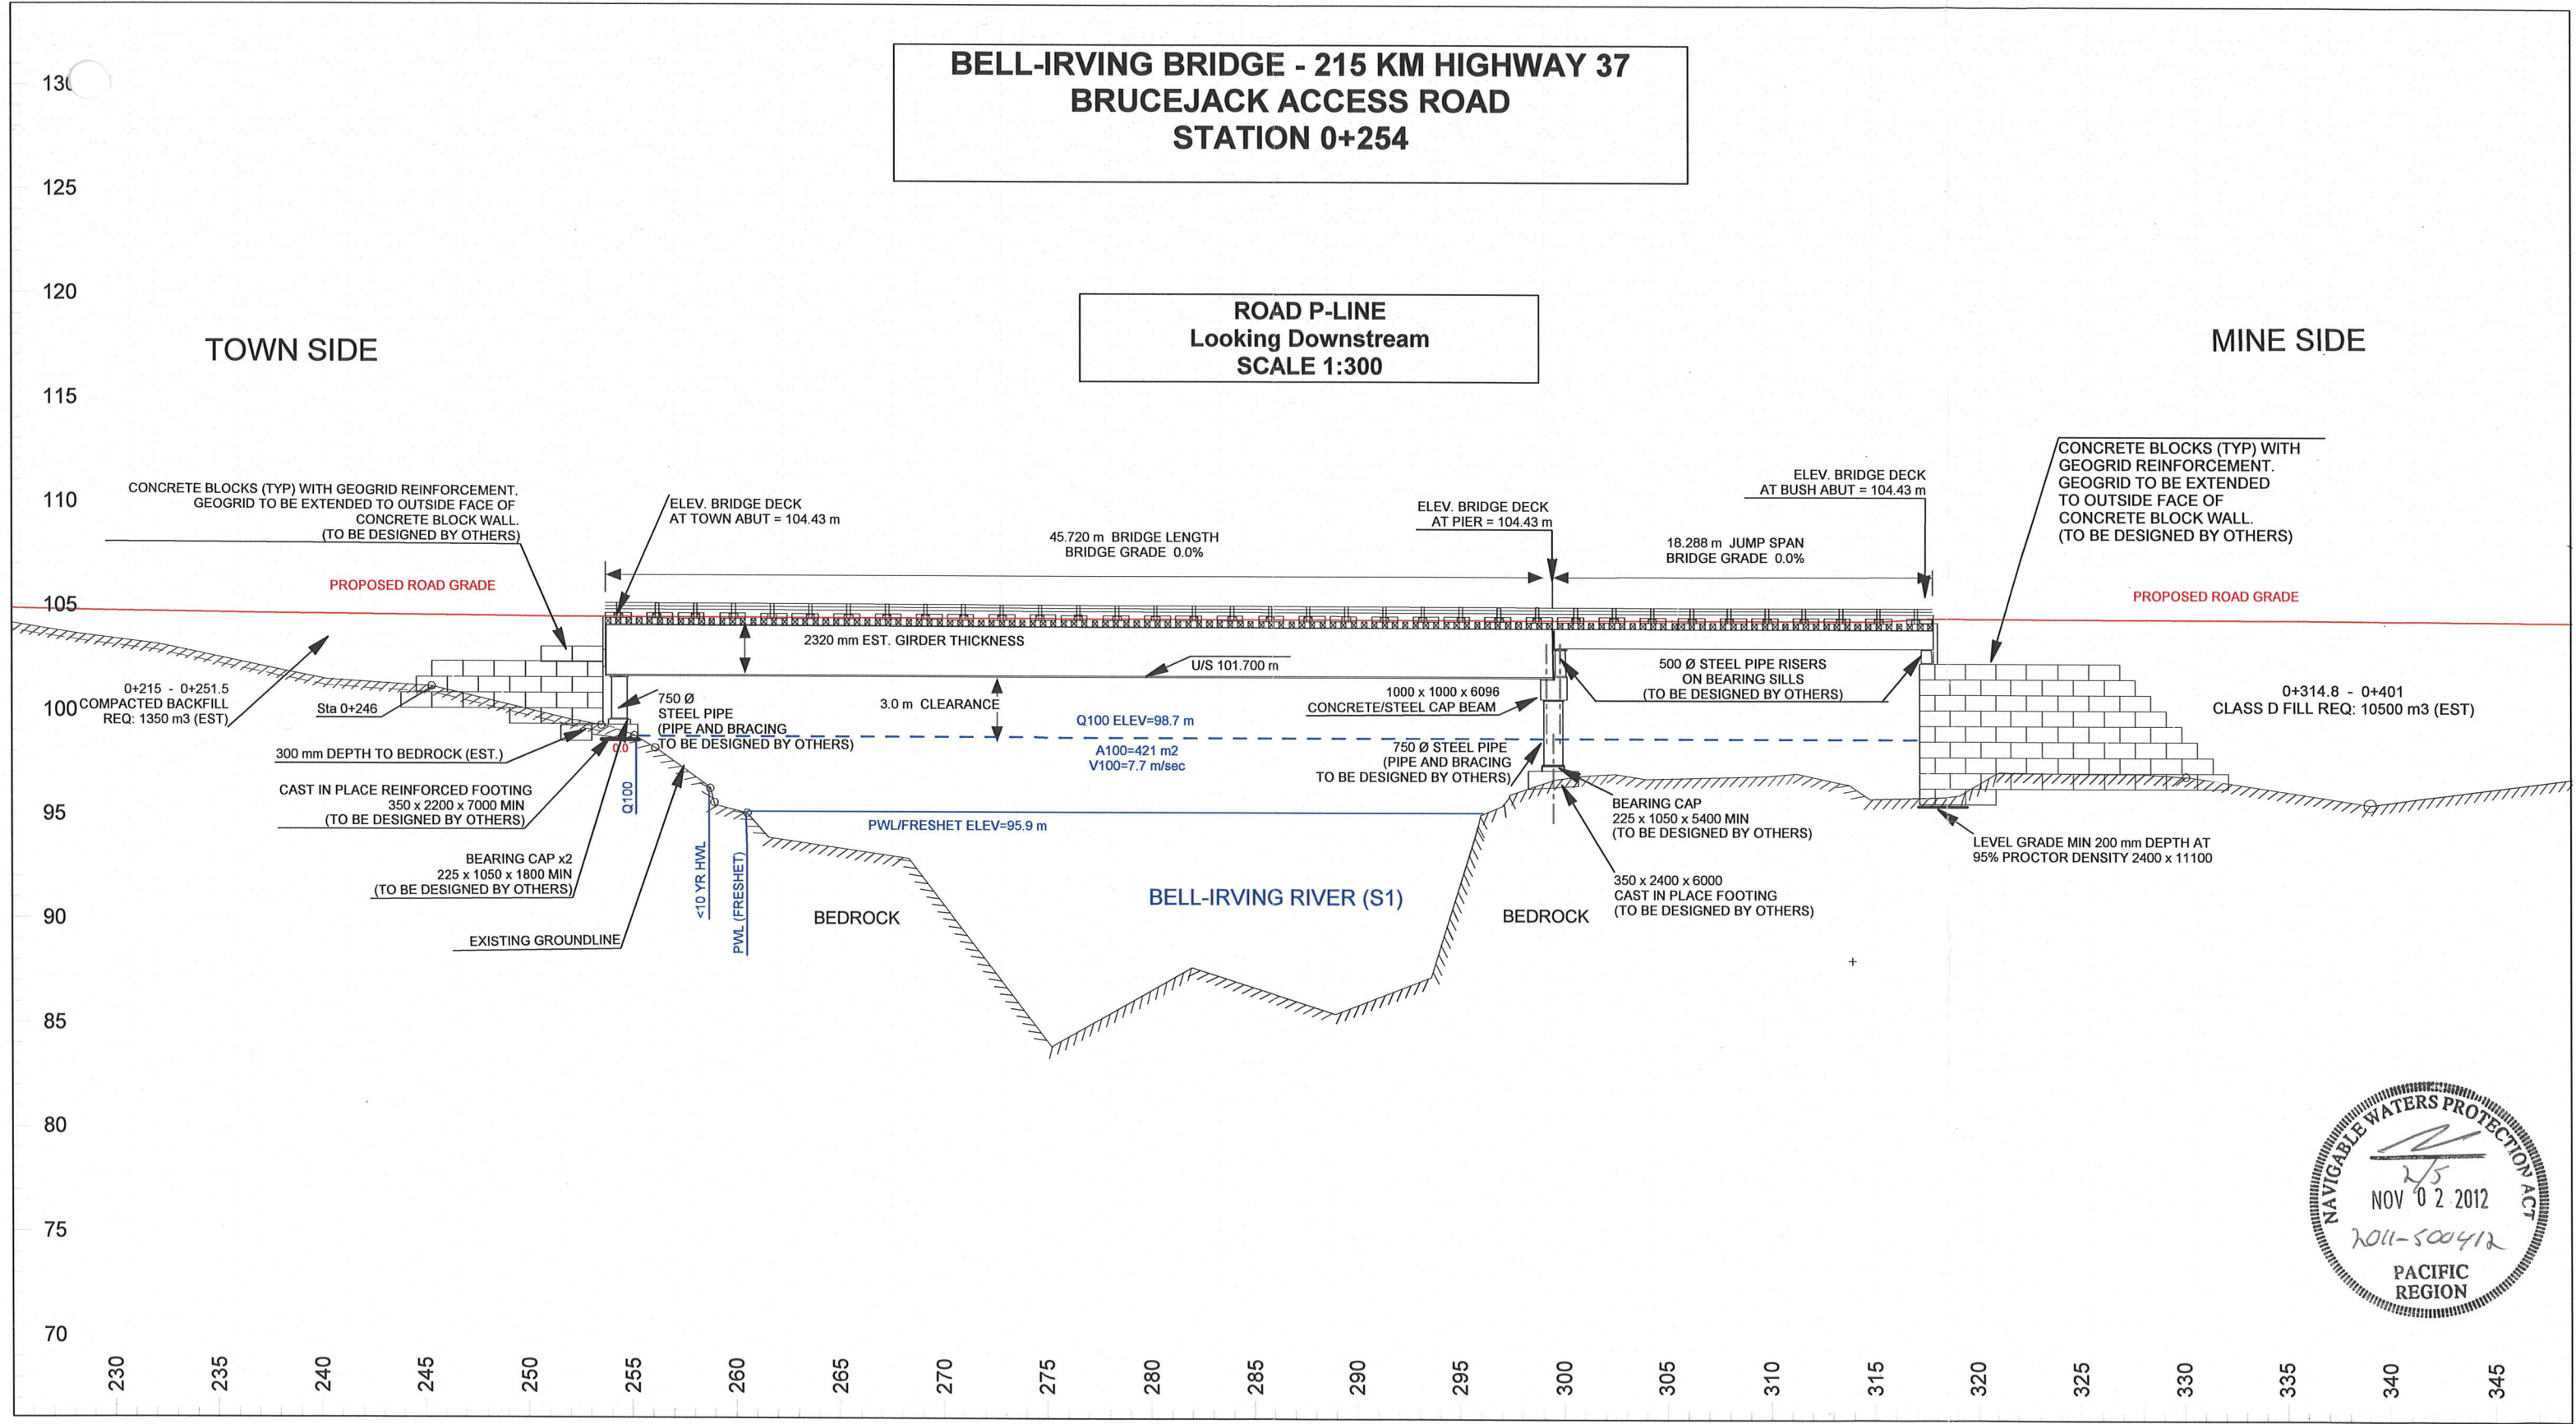 BELL-IRVING BRIDGE - 215 KM HIGHWAY 37
BRUCEJACK ACCESS ROAD
STATION 0+254
ROAD P-LINE
Looking Downstream
SCALE 1:300
TOWN SIDE
MINE SIDE
130
125
120
115
110
105
100
95
90
85
80
75
70
CONCRETE BLOCKS (TYP) WITH GEOGRID REINFORCEMENT.
GEOGRID TO BE EXTENDED TO OUTSIDE FACE OF
CONCRETE BLOCK WALL.
(TO BE DESIGNED BY OTHERS)
ELEV. BRIDGE DECK
AT TOWN ABUT = 104.43 m
45.720 m BRIDGE LENGTH
BRIDGE GRADE 0.0%
ELEV. BRIDGE DECK
AT PIER = 104.43 m
18.288 m JUMP SPAN
BRIDGE GRADE 0.0%
ELEV. BRIDGE DECK
AT BUSH ABUT = 104.43 m
CONCRETE BLOCKS (TYP) WITH
GEOGRID REINFORCEMENT.
GEOGRID TO BE EXTENDED
TO OUTSIDE FACE OF
CONCRETE BLOCK WALL.
(TO BE DESIGNED BY OTHERS)
PROPOSED ROAD GRADE
PROPOSED ROAD GRADE
2320 mm EST. GIRDER THICKNESS
U/S 101.700 m
500 Ø STEEL PIPE RISERS
ON BEARING SILLS
(TO BE DESIGNED BY OTHERS)
0+215 - 0+251.5
COMPACTED BACKFILL
REQ: 1350 m3 (EST)
Sta 0+246
750 Ø
STEEL PIPE
(PIPE AND BRACING
TO BE DESIGNED BY OTHERS)
3.0 m CLEARANCE
1000 x 1000 x 6096
CONCRETE/STEEL CAP BEAM
0+314.8 - 0+401
CLASS D FILL REQ: 10500 m3 (EST)
Q100 ELEV=98.7 m
A100=421 m2
V100=7.7 m/sec
0.0
300 mm DEPTH TO BEDROCK (EST.)
750 Ø STEEL PIPE
(PIPE AND BRACING
TO BE DESIGNED BY OTHERS)
CAST IN PLACE REINFORCED FOOTING
350 x 2200 x 7000 MIN
(TO BE DESIGNED BY OTHERS)
Q100
<10 YR HWL
PWL (FRESHET)
PWL/FRESHET ELEV=95.9 m
BEARING CAP
225 x 1050 x 5400 MIN
(TO BE DESIGNED BY OTHERS)
LEVEL GRADE MIN 200 mm DEPTH AT
95% PROCTOR DENSITY 2400 x 11100
BEARING CAP x2
225 x 1050 x 1800 MIN
(TO BE DESIGNED BY OTHERS)
350 x 2400 x 6000
CAST IN PLACE FOOTING
(TO BE DESIGNED BY OTHERS)
BELL-IRVING RIVER (S1)
BEDROCK
BEDROCK
EXISTING GROUNDLINE
NAVIGABLE WATERS PROTECTION ACT
2/5
NOV 02 2012
2011-500412
PACIFIC
REGION
230
235
240
245
250
255
260
265
270
275
280
285
290
295
300
305
310
315
320
325
330
335
340
345